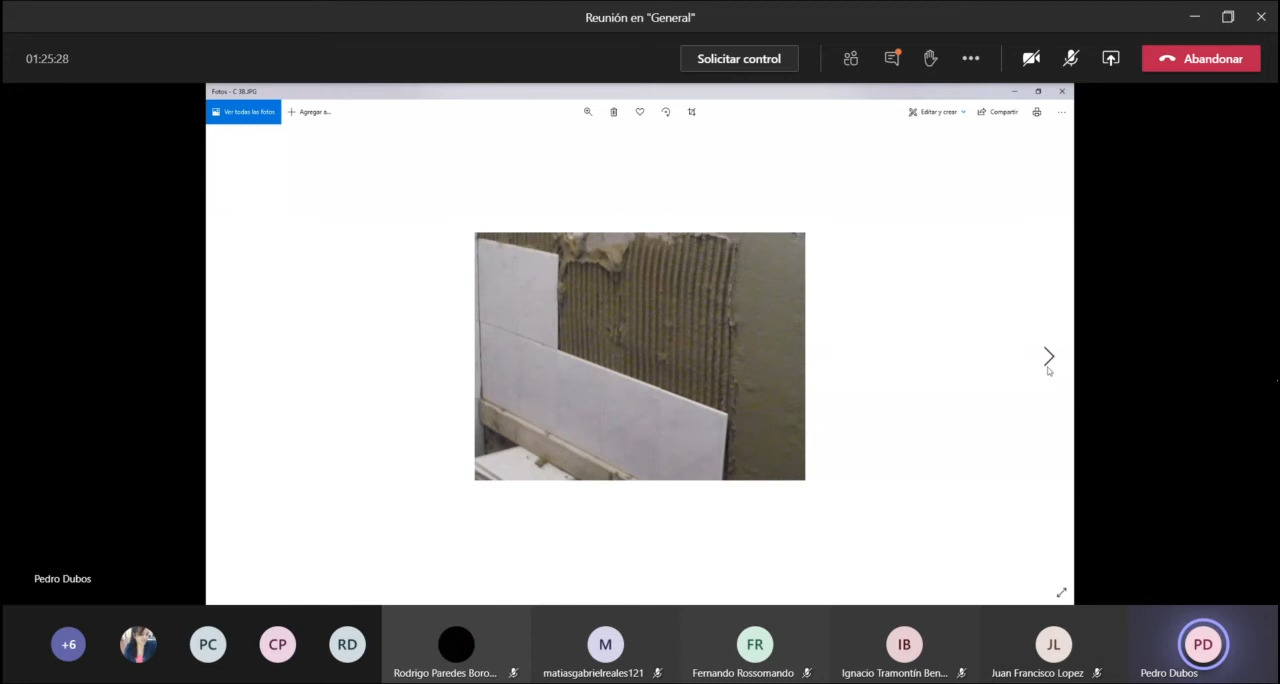 Reunión en "General"
01:25:28
Solicitar control
Abandonar
Fotos - C 38.JPG
Ver todas las fotos
Agregar a...
Editar y crear
Compartir
Pedro Dubos
+6
PC
CP
RD
M
FR
IB
JL
PD
Rodrigo Paredes Boro...
matiasgabrielreales121
Fernando Rossomando
Ignacio Tramontín Ben...
Juan Francisco Lopez
Pedro Dubos